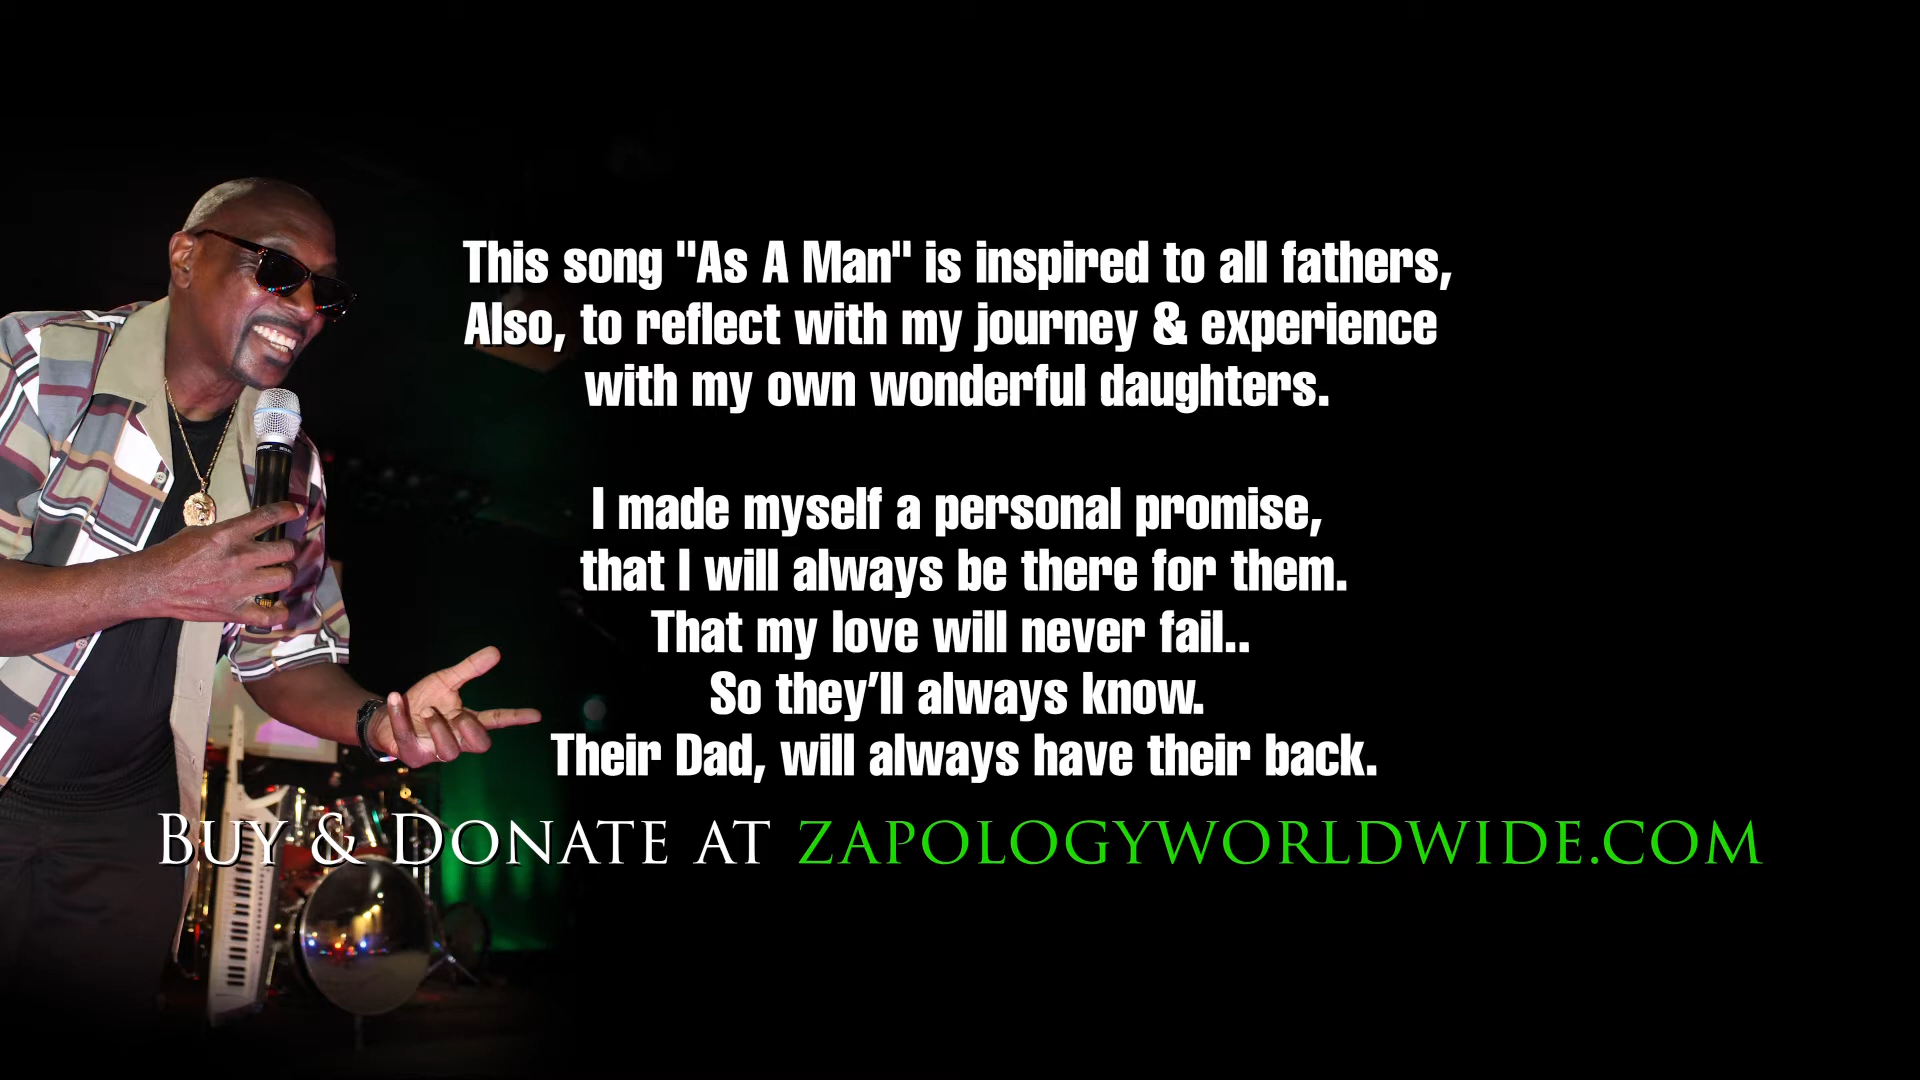 This song "As A Man" is inspired to all fathers,
Also, to reflect with my journey & experience
with my own wonderful daughters.
I made myself a personal promise,
that I will always be there for them.
That my love will never fail..
So they’ll always know.
Their Dad, will always have their back.
Buy & Donate at zapologyworldwide.com